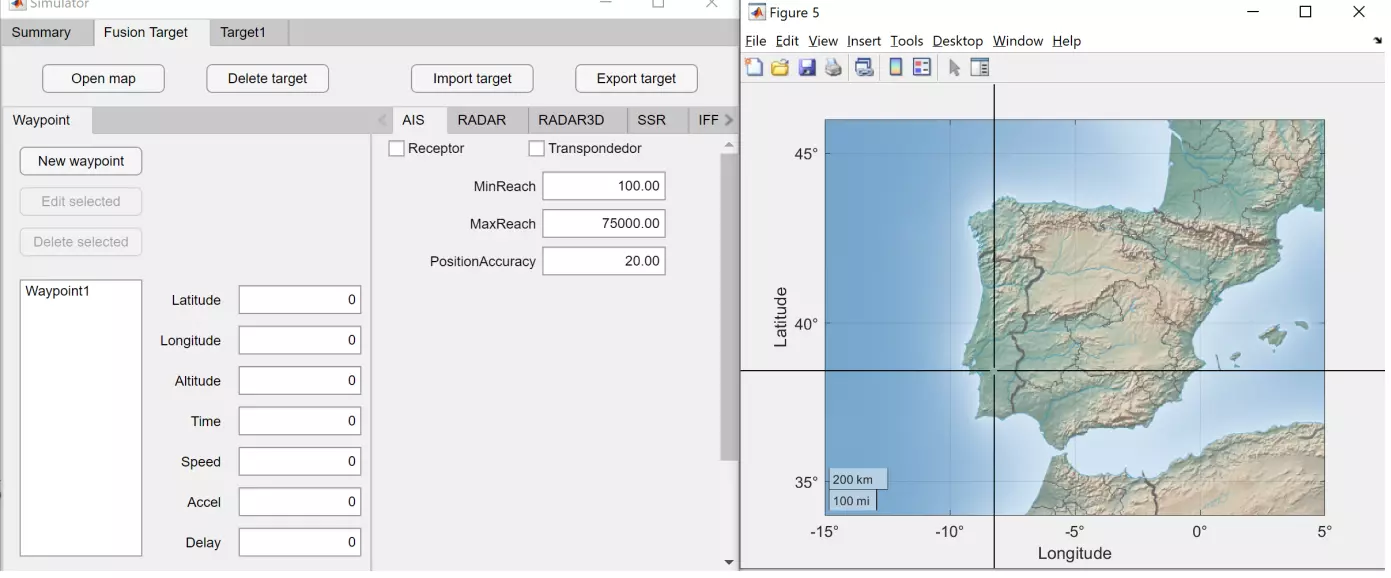 Simulator
Summary Fusion Target Target1
Open map Delete target Import target Export target
Waypoint
AIS RADAR RADAR3D SSR IFF
New waypoint
Edit selected
Delete selected
Receptor Transpondedor
MinReach 100.00
MaxReach 75000.00
PositionAccuracy 20.00
Waypoint1
Latitude 0
Longitude 0
Altitude 0
Time 0
Speed 0
Accel 0
Delay 0
Figure 5
File Edit View Insert Tools Desktop Window Help
45°
40°
35°
Latitude
200 km
100 mi
-15° -10° -5° 0° 5°
Longitude